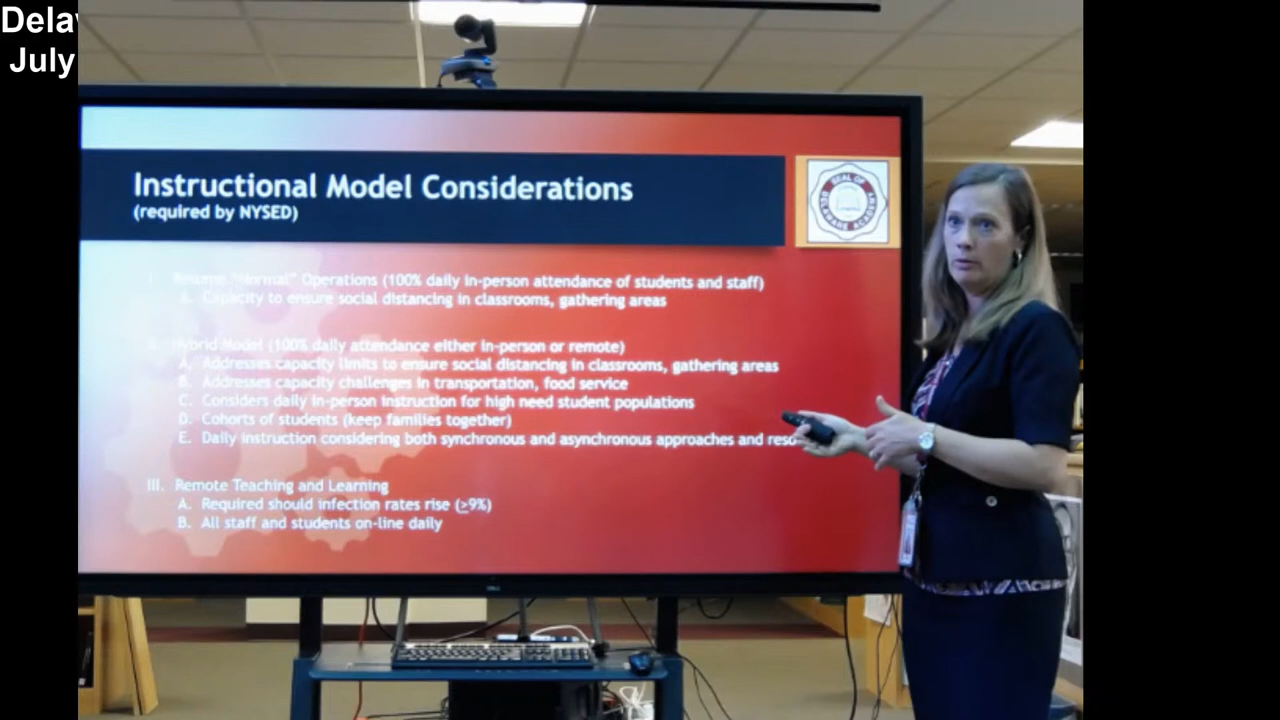 Dela
July
Instructional Model Considerations
(required by NYSED)
SEAL OF
DELAWARE ACADEMY
I. Resume "Normal" Operations (100% daily in-person attendance of students and staff)
A. Capacity to ensure social distancing in classrooms, gathering areas
II. Hybrid Model (100% daily attendance either in-person or remote)
A. Addresses capacity limits to ensure social distancing in classrooms, gathering areas
B. Addresses capacity challenges in transportation, food service
C. Considers daily in-person instruction for high need student populations
D. Cohorts of students (keep families together)
E. Daily instruction considering both synchronous and asynchronous approaches and reso
III. Remote Teaching and Learning
A. Required should infection rates rise (≥9%)
B. All staff and students on-line daily